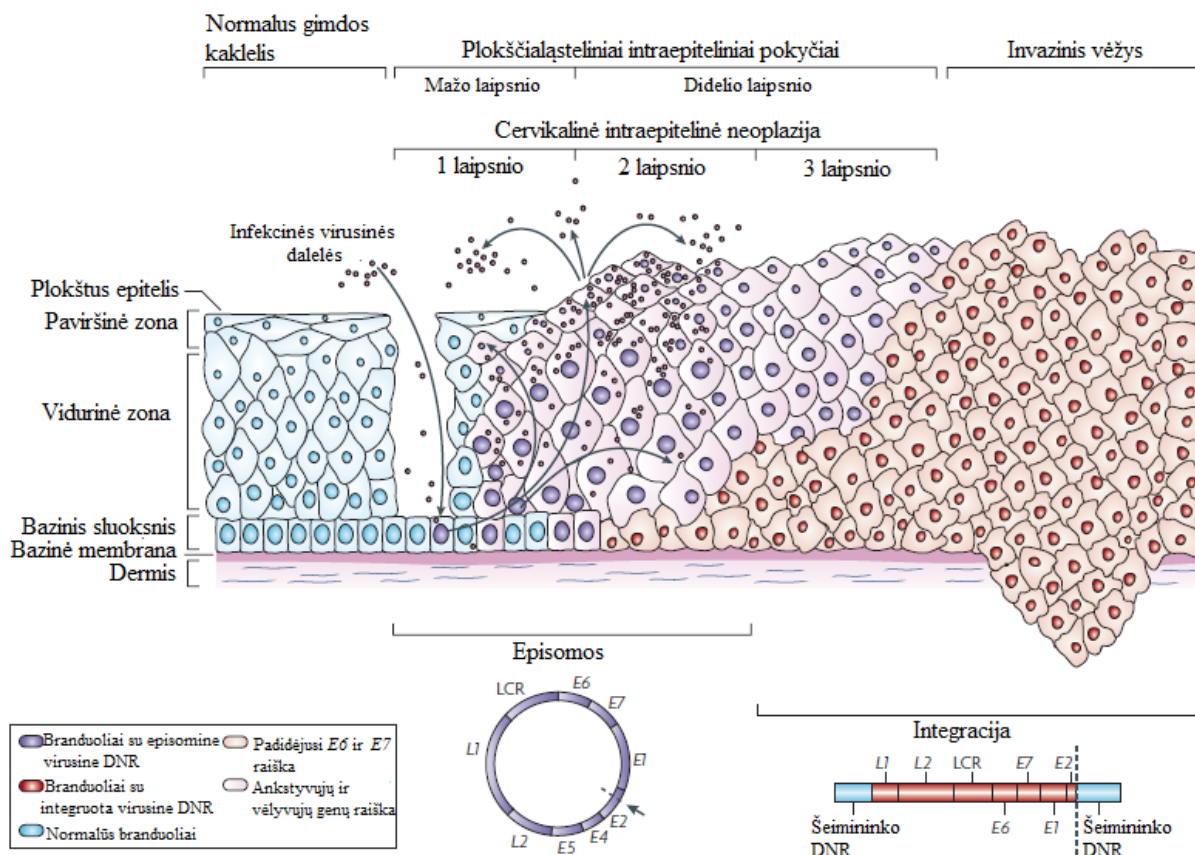 Normalus gimdos
kaklelis
Plokščialąsteliniai intraepiteliniai pokyčiai
Invazinis vėžys
Mažo laipsnio
Didelio laipsnio
Cervikalinė intraepitelinė neoplazija
1 laipsnio
2 laipsnio
3 laipsnio
Infekcinės virusinės
dalelės
Plokštus epitelis
Paviršinė zona
Vidurinė zona
Bazinis sluoksnis
Bazinė membrana
Dermis
Episomos
LCR
E6
E7
L1
E1
E2
E4
E5
L2
Integracija
L1
L2
LCR
E7
E2
E6
E1
Šeimininko
DNR
Šeimininko
DNR
Branduoliai su episomine
virusine DNR
Branduoliai su
integruota virusine DNR
Normalūs branduoliai
Padidėjusi E6 ir E7
raiška
Ankstyvųjų ir
vėlyvųjų genų raiška